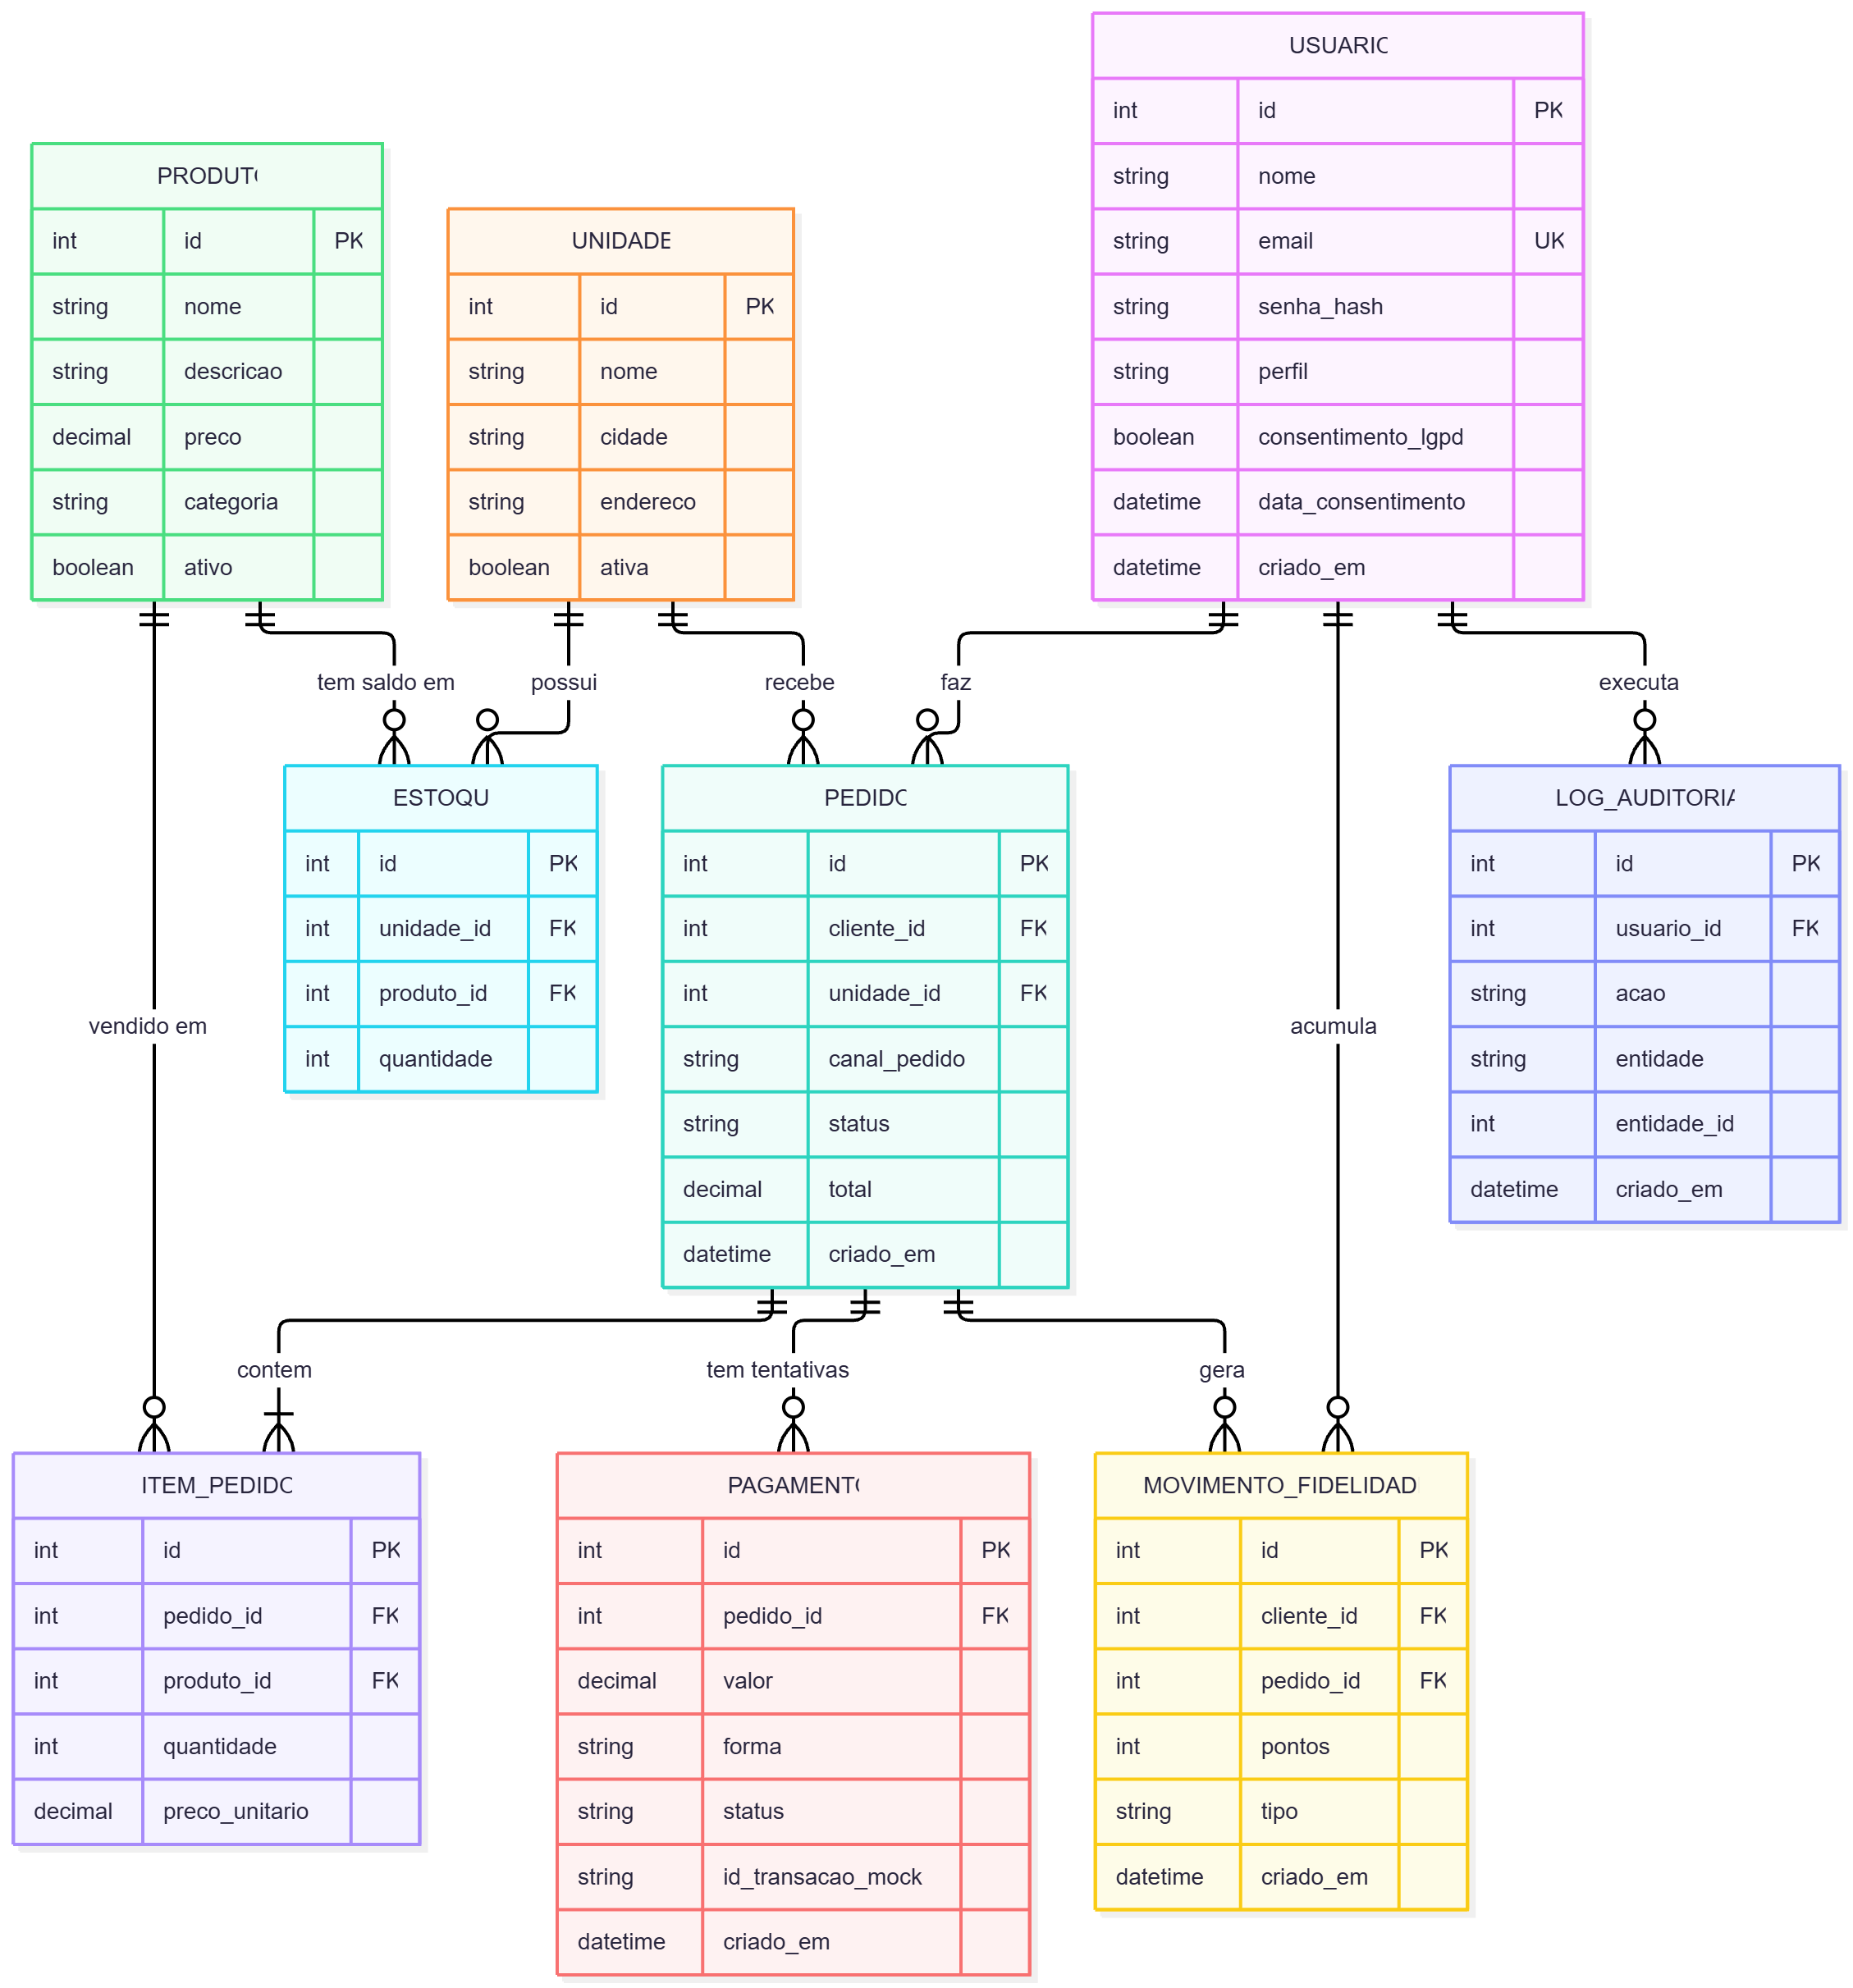 USUARIO
int id PK
string nome
string email UK
string senha_hash
string perfil
boolean consentimento_lgpd
datetime data_consentimento
datetime criado_em
PRODUTO
int id PK
string nome
string descricao
decimal preco
string categoria
boolean ativo
UNIDADE
int id PK
string nome
string cidade
string endereco
boolean ativa
tem saldo em
possui
recebe
faz
executa
ESTOQU
int id PK
int unidade_id FK
int produto_id FK
int quantidade
PEDIDO
int id PK
int cliente_id FK
int unidade_id FK
string canal_pedido
string status
decimal total
datetime criado_em
LOG_AUDITORIA
int id PK
int usuario_id FK
string acao
string entidade
int entidade_id
datetime criado_em
vendido em
acumula
contem
tem tentativas
gera
ITEM_PEDIDO
int id PK
int pedido_id FK
int produto_id FK
int quantidade
decimal preco_unitario
PAGAMENTO
int id PK
int pedido_id FK
decimal valor
string forma
string status
string id_transacao_mock
datetime criado_em
MOVIMENTO_FIDELIDAD
int id PK
int cliente_id FK
int pedido_id FK
int pontos
string tipo
datetime criado_em